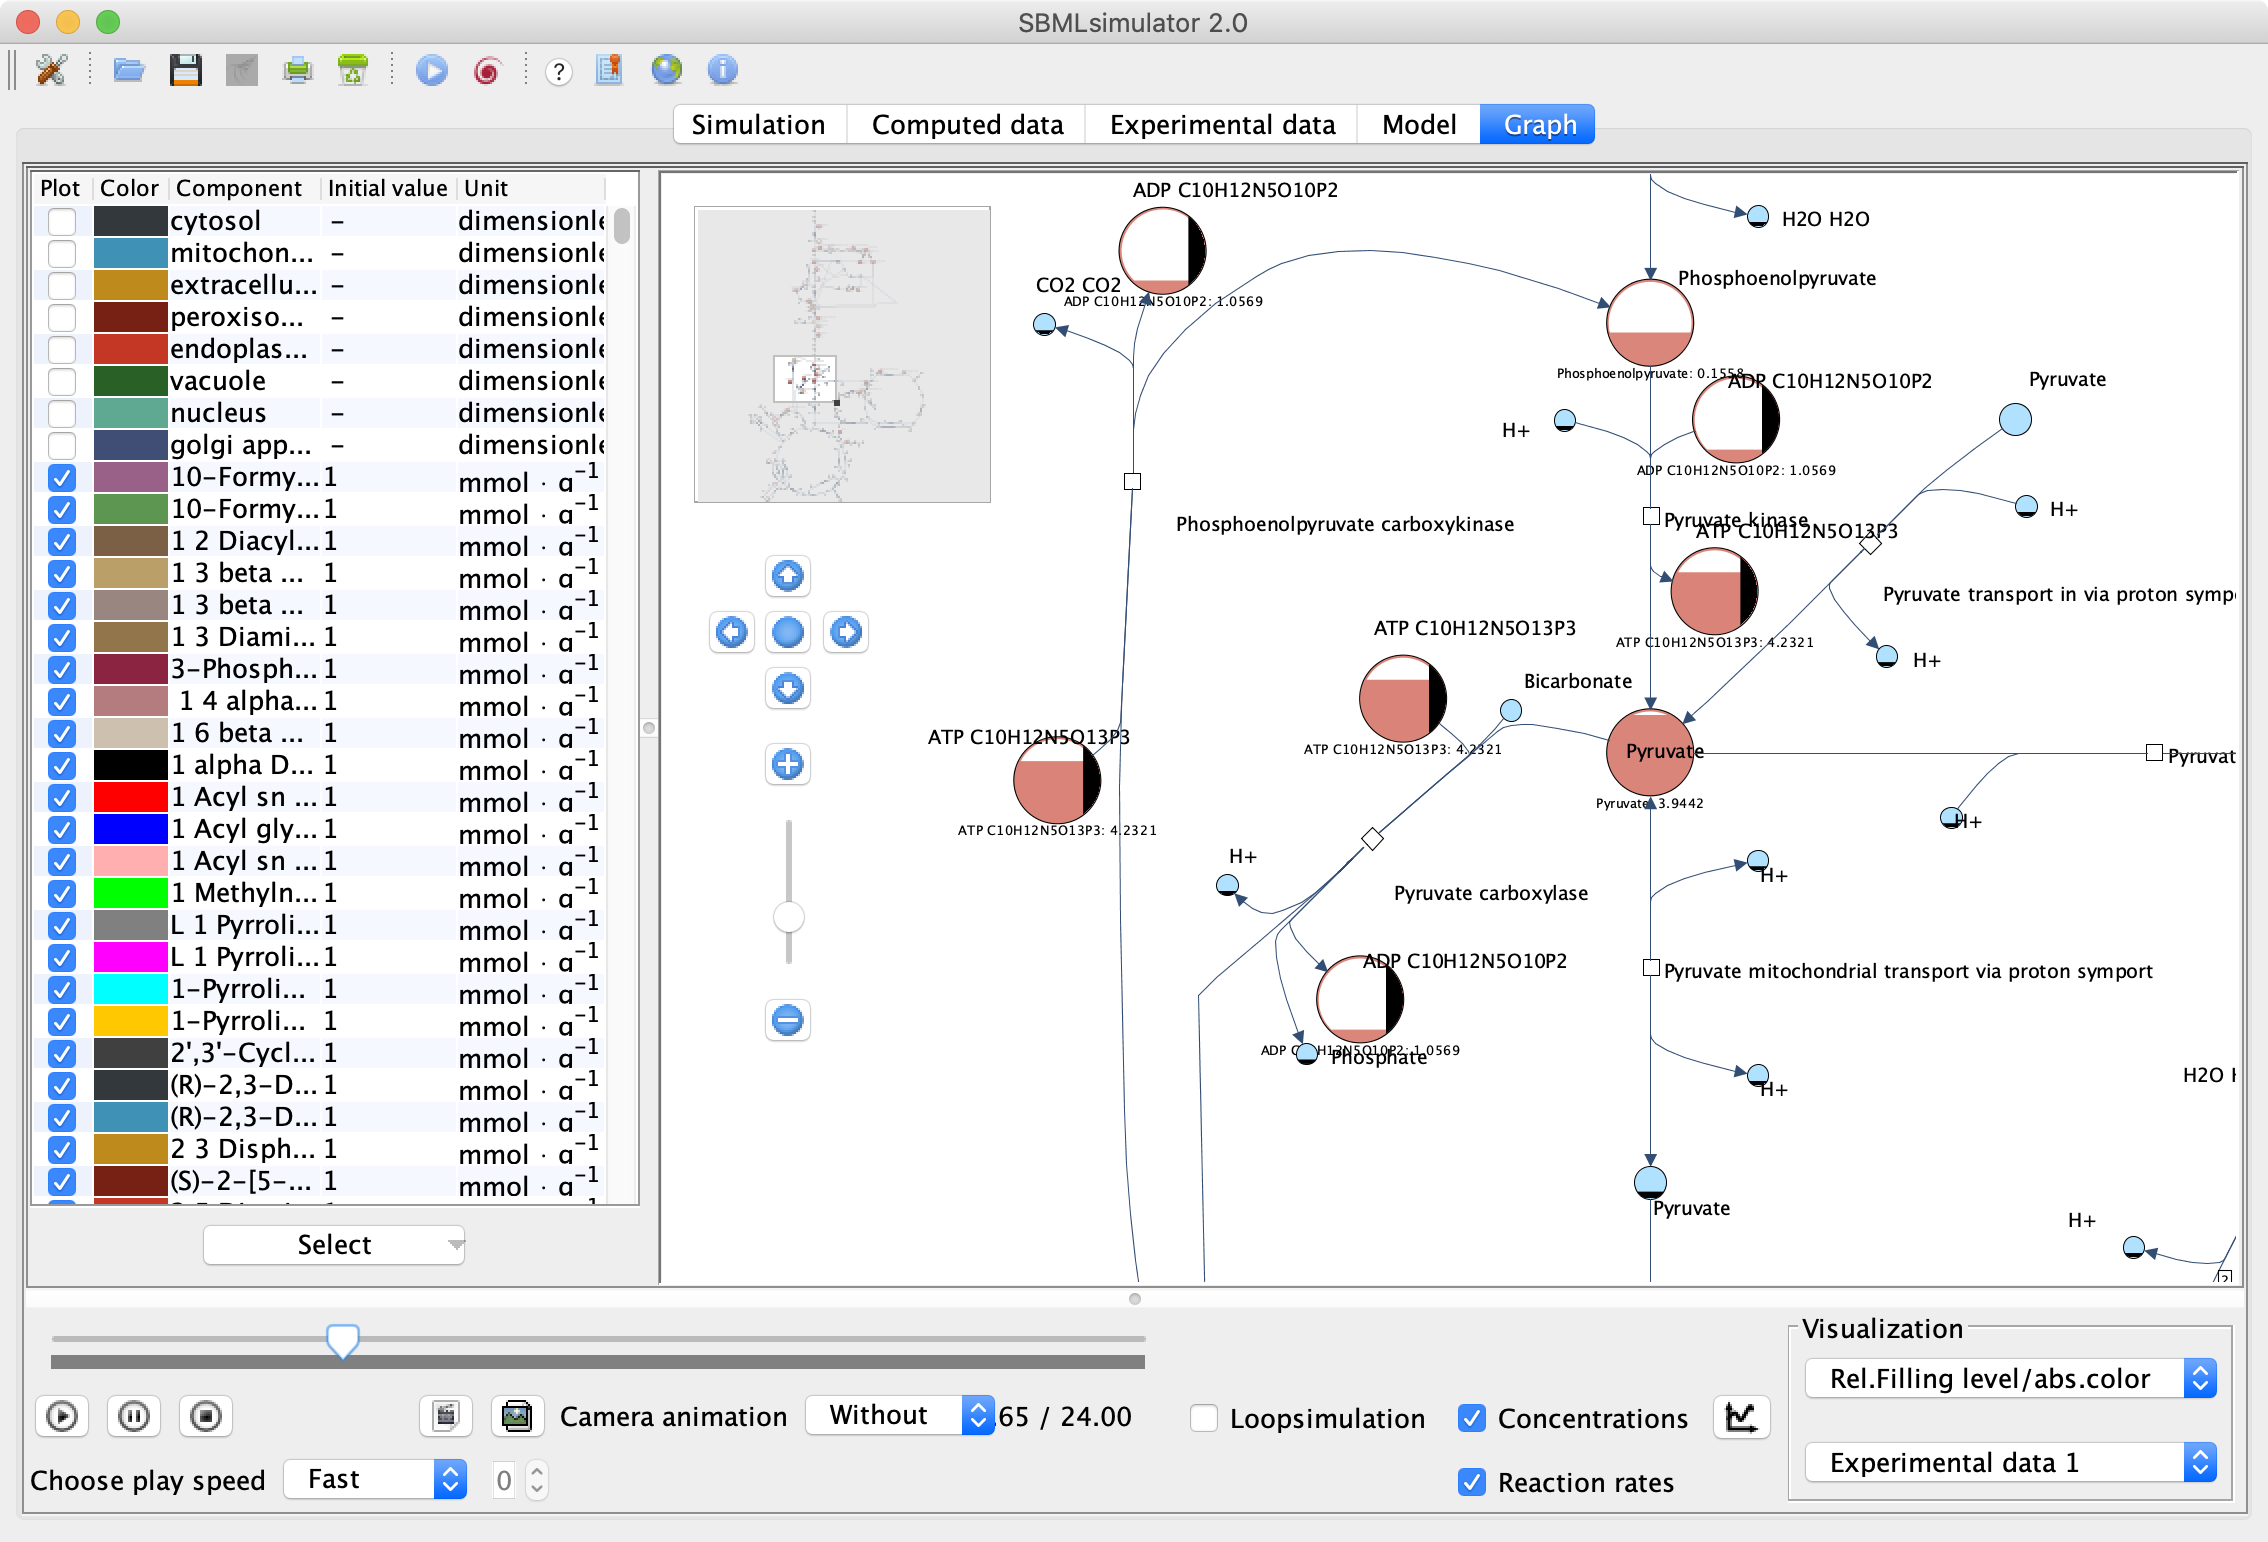 SBMLsimulator 2.0
?
Simulation Computed data Experimental data Model Graph
Plot Color Component Initial value Unit
cytosol –
mitochon... –
extracellu... –
peroxiso... –
endoplas... –
vacuole –
nucleus –
golgi app... –
10-Formy... 1 mmol · g⁻¹
10-Formy... 1 mmol · g⁻¹
1 2 Diacyl... 1 mmol · g⁻¹
1 3 beta ... 1 mmol · g⁻¹
1 3 beta ... 1 mmol · g⁻¹
1 3 Diami... 1 mmol · g⁻¹
3-Phosph... 1 mmol · g⁻¹
1 4 alpha... 1 mmol · g⁻¹
1 6 beta ... 1 mmol · g⁻¹
1 alpha D... 1 mmol · g⁻¹
1 Acyl sn ... 1 mmol · g⁻¹
1 Acyl gly... 1 mmol · g⁻¹
1 Acyl sn ... 1 mmol · g⁻¹
1 Methyln... 1 mmol · g⁻¹
L 1 Pyrroli... 1 mmol · g⁻¹
L 1 Pyrroli... 1 mmol · g⁻¹
1-Pyrroli... 1 mmol · g⁻¹
1-Pyrroli... 1 mmol · g⁻¹
2',3'-Cycl... 1 mmol · g⁻¹
(R)-2,3-D... 1 mmol · g⁻¹
(R)-2,3-D... 1 mmol · g⁻¹
2 3 Disph... 1 mmol · g⁻¹
(S)-2-[5-... 1 mmol · g⁻¹
Select
ADP C10H12N5O10P2
H2O H2O
CO2 CO2
ADP C10H12N5O10P2: 1.0569
Phosphoenolpyruvate
Phosphoenolpyruvate: 0.1558
ADP C10H12N5O10P2
Pyruvate
H+
ADP C10H12N5O10P2: 1.0569
H+
Phosphoenolpyruvate carboxykinase
Pyruvate kinase
ATP C10H12N5O13P3
Pyruvate transport in via proton
ATP C10H12N5O13P3
ATP C10H12N5O13P3: 4.2321
H+
Bicarbonate
ATP C10H12N5O13P3
ATP C10H12N5O13P3: 4.2321
Pyruvate
Pyruvate: 3.9442
ATP C10H12N5O13P3: 4.2321
H+
H+
H+
Pyruvate carboxylase
ADP C10H12N5O10P2
Pyruvate mitochondrial transport via proton symport
ADP C10H12N5O10P2: 1.0569
Phosphate
H+
H2O
Pyruvate
H+
Visualization
Rel.Filling level/abs.color
Camera animation Without .65 / 24.00 Loopsimulation Concentrations
Experimental data 1
Choose play speed Fast 0 Reaction rates